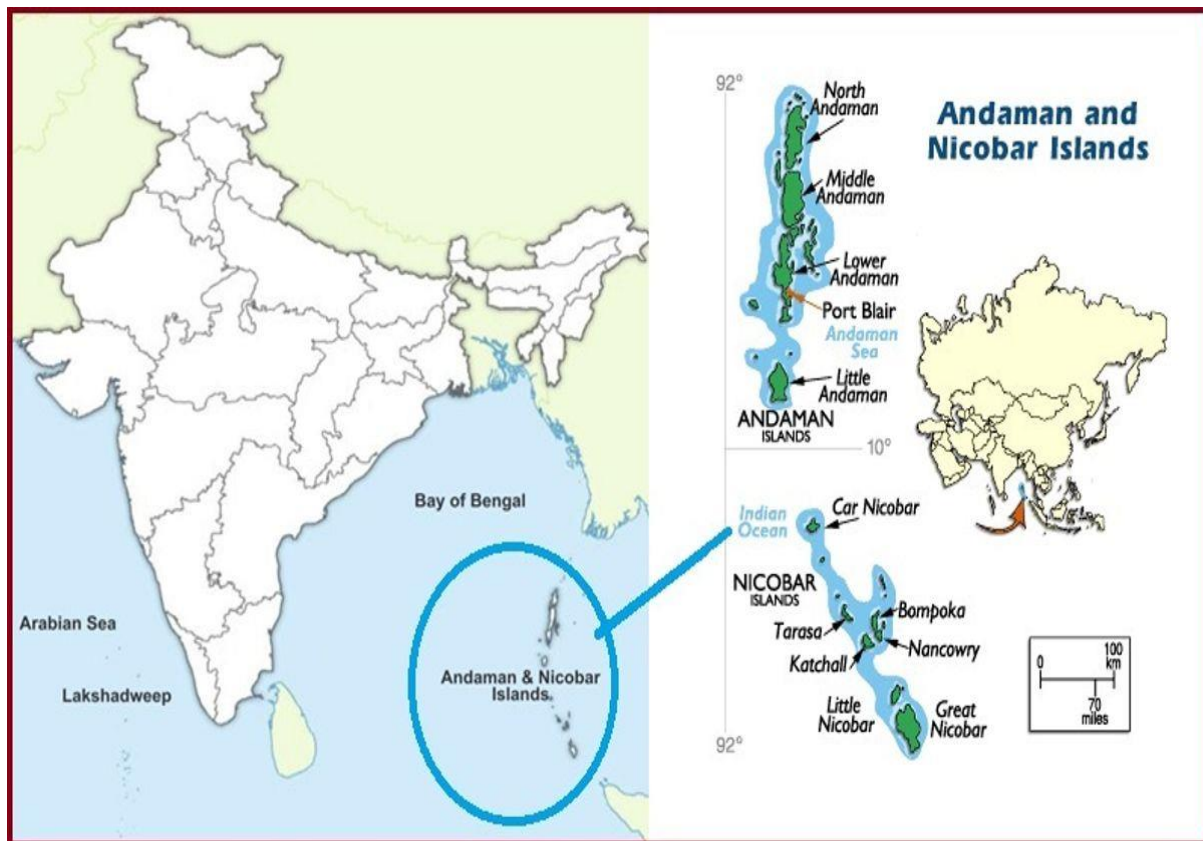 Bay of Bengal
Arabian Sea
Lakshadweep
Andaman & Nicobar
Islands
Andaman and
Nicobar Islands
92°
North
Andaman
Middle
Andaman
Lower
Andaman
Port Blair
Andaman
Sea
Little
Andaman
ANDAMAN
ISLANDS
10°
Indian
Ocean
Car Nicobar
NICOBAR
ISLANDS
Bompoka
Tarasa
Nancowry
Katchall
Little
Nicobar
Great
Nicobar
92°
0 100
km
70
miles